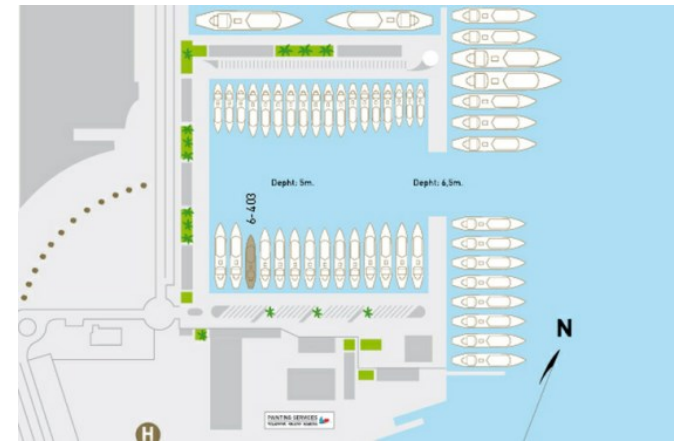 6-403
Depht: 5m.
Depht: 6,5m.
N
PAINTING SERVICES
H